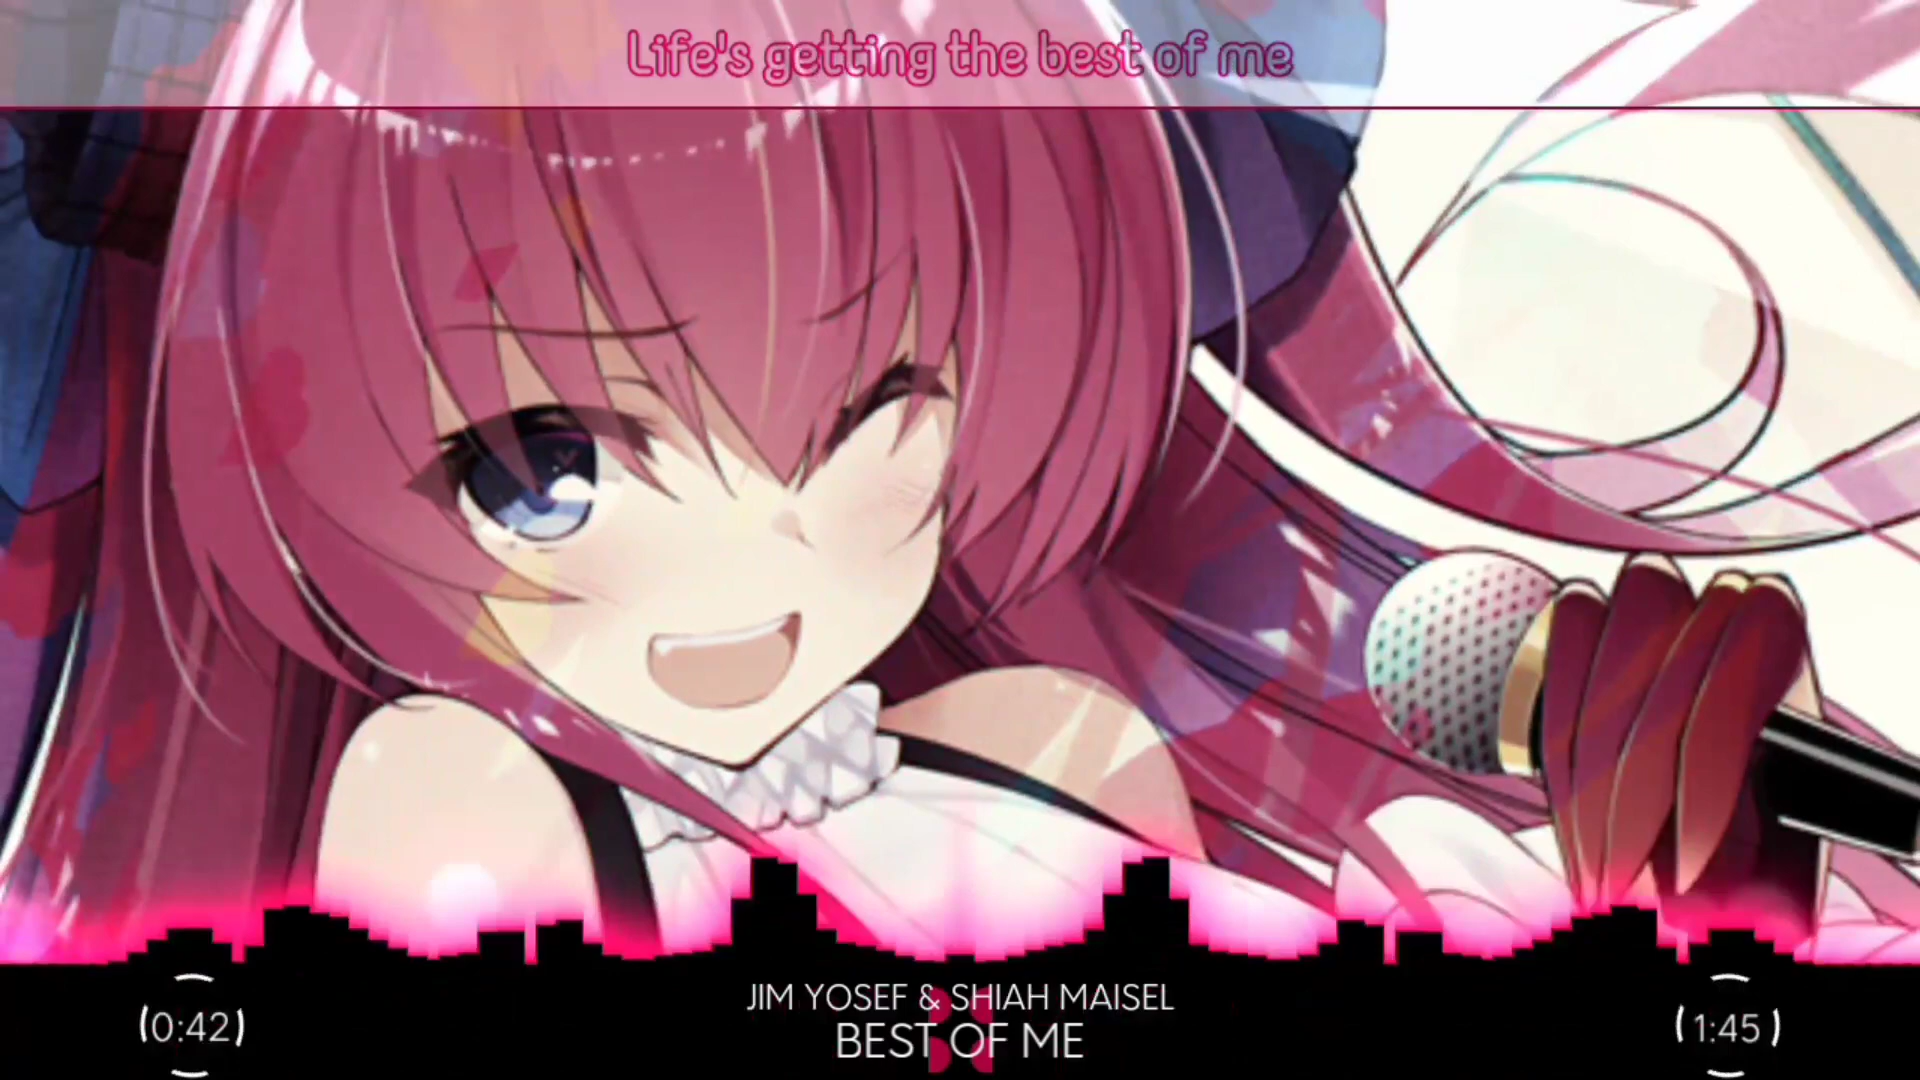 Life's getting the best of me
JIM YOSEF & SHIAH MAISEL
(0:42)
BEST OF ME
(1:45)